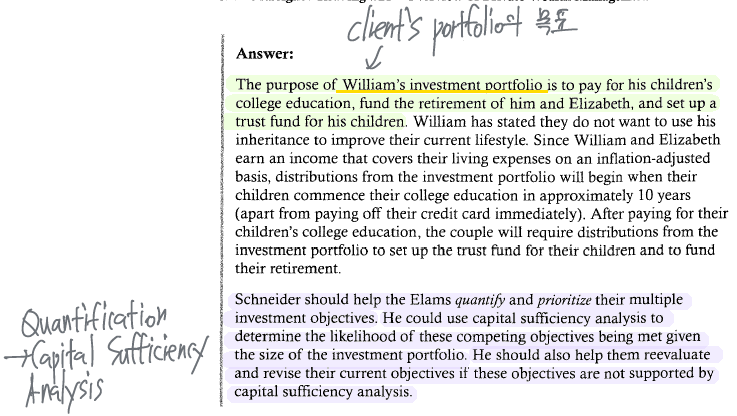 client's portfolio의 목표
Answer:
The purpose of William's investment portfolio is to pay for his children's
college education, fund the retirement of him and Elizabeth, and set up a
trust fund for his children. William has stated they do not want to use his
inheritance to improve their current lifestyle. Since William and Elizabeth
earn an income that covers their living expenses on an inflation-adjusted
basis, distributions from the investment portfolio will begin when their
children commence their college education in approximately 10 years
(apart from paying off their credit card immediately). After paying for their
children's college education, the couple will require distributions from the
investment portfolio to set up the trust fund for their children and to fund
their retirement.
Schneider should help the Elams quantify and prioritize their multiple
investment objectives. He could use capital sufficiency analysis to
determine the likelihood of these competing objectives being met given
the size of the investment portfolio. He should also help them reevaluate
and revise their current objectives if these objectives are not supported by
capital sufficiency analysis.
Quantification
→Capital Sufficiency
Analysis